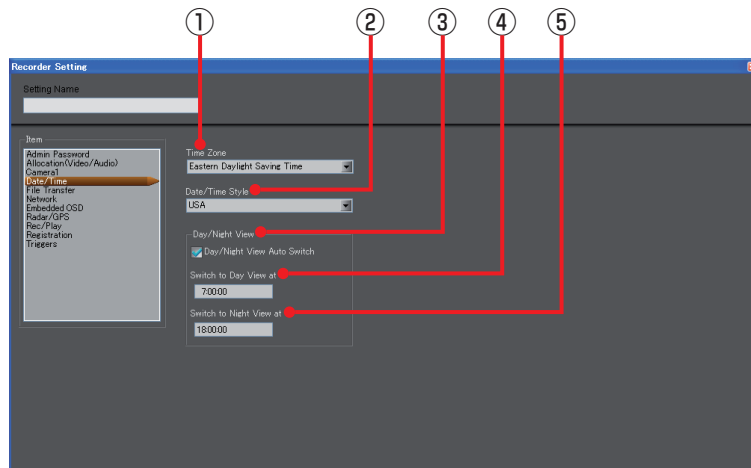 ① ② ③ ④ ⑤
Recorder Setting
Setting Name
Item
Admin Password
Allocation(Video/Audio)
Camera1
Date/Time
File Transfer
Network
Embedded OSD
Radar/GPS
Rec/Play
Registration
Triggers
Time Zone
Eastern Daylight Saving Time
Date/Time Style
USA
Day/Night View
Day/Night View Auto Switch
Switch to Day View at
7:00:00
Switch to Night View at
18:00:00